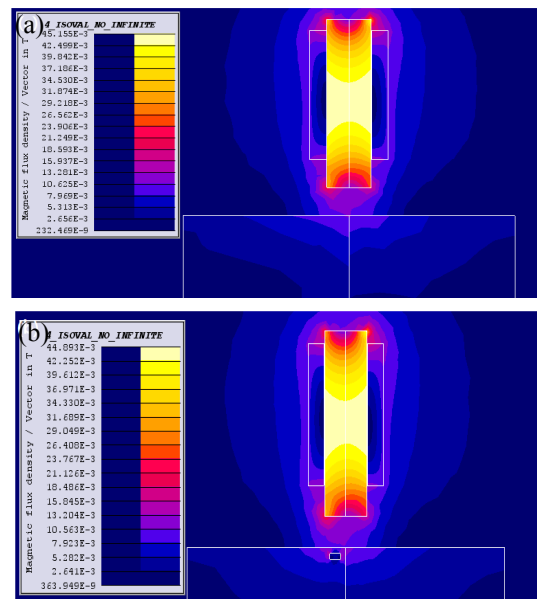 (a)
4_ISOVAL_NO_INFINITE
Magnetic flux density / Vector in T
45.155E-3
42.499E-3
39.842E-3
37.186E-3
34.530E-3
31.874E-3
29.218E-3
26.562E-3
23.906E-3
21.249E-3
18.593E-3
15.937E-3
13.281E-3
10.625E-3
7.969E-3
5.313E-3
2.656E-3
232.469E-9
(b)
4_ISOVAL_NO_INFINITE
Magnetic flux density / Vector in T
44.893E-3
42.252E-3
39.612E-3
36.971E-3
34.330E-3
31.689E-3
29.049E-3
26.408E-3
23.767E-3
21.126E-3
18.486E-3
15.845E-3
13.204E-3
10.563E-3
7.923E-3
5.282E-3
2.641E-3
363.949E-9